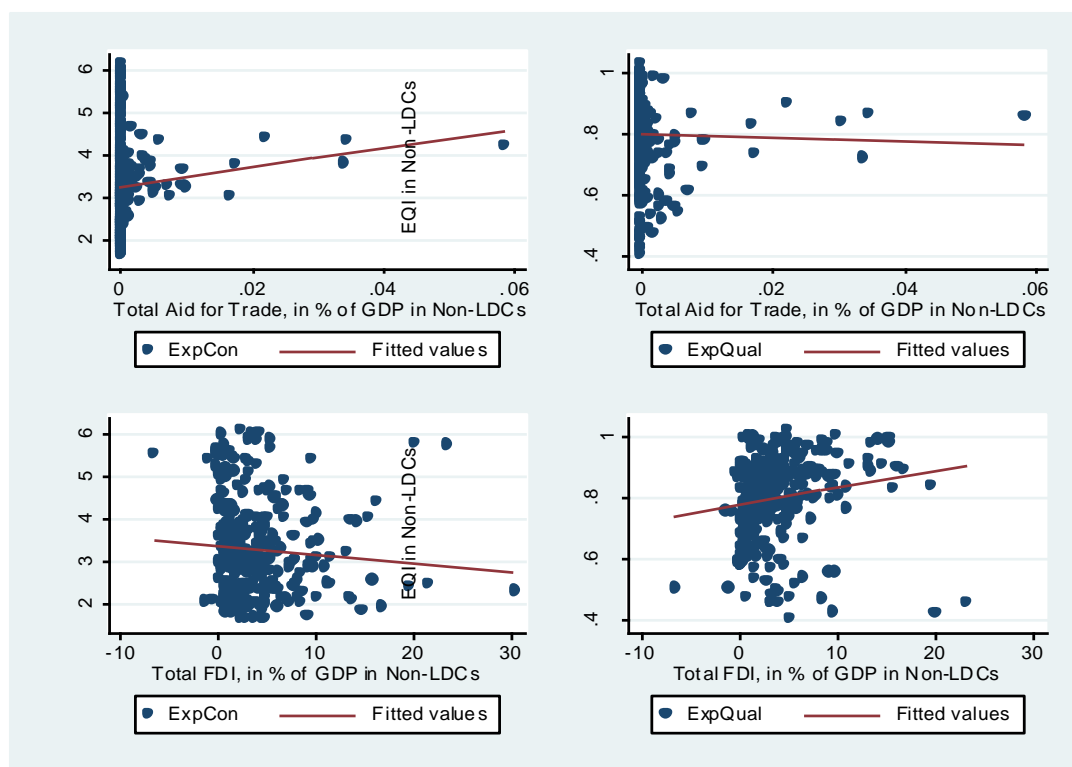 6
5
4
3
2
0 .02 .04 .06
Total Aid for Trade, in % of GDP in Non-LDCs
ExpCon Fitted values
EQI in Non-LDCs
1
.8
.6
.4
0 .02 .04 .06
Total Aid for Trade, in % of GDP in Non-LDCs
ExpQual Fitted values
6
5
4
3
2
-10 0 10 20 30
Total FDI, in % of GDP in Non-LDCs
ExpCon Fitted values
EQI in Non-LDCs
1
.8
.6
.4
-10 0 10 20 30
Total FDI, in % of GDP in Non-LDCs
ExpQual Fitted values